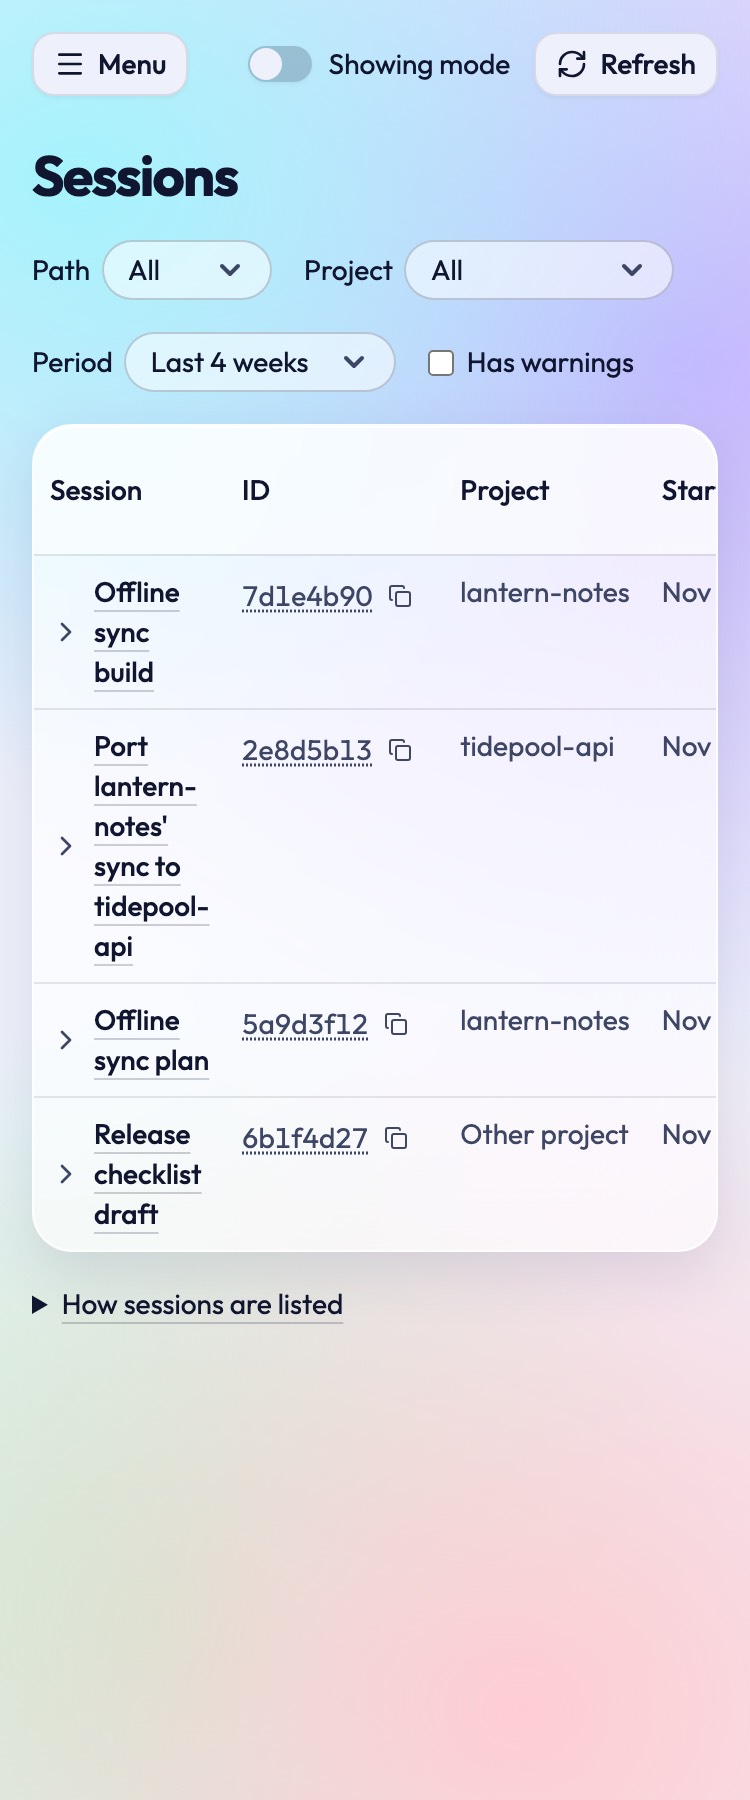 Menu Showing mode Refresh
Sessions
Path All Project All
Period Last 4 weeks Has warnings
Session ID Project Star
Offline 7d1e4b90 lantern-notes Nov
sync
build
Port 2e8d5b13 tidepool-api Nov
lantern-
notes'
sync to
tidepool-
api
Offline 5a9d3f12 lantern-notes Nov
sync plan
Release 6b1f4d27 Other project Nov
checklist
draft
How sessions are listed